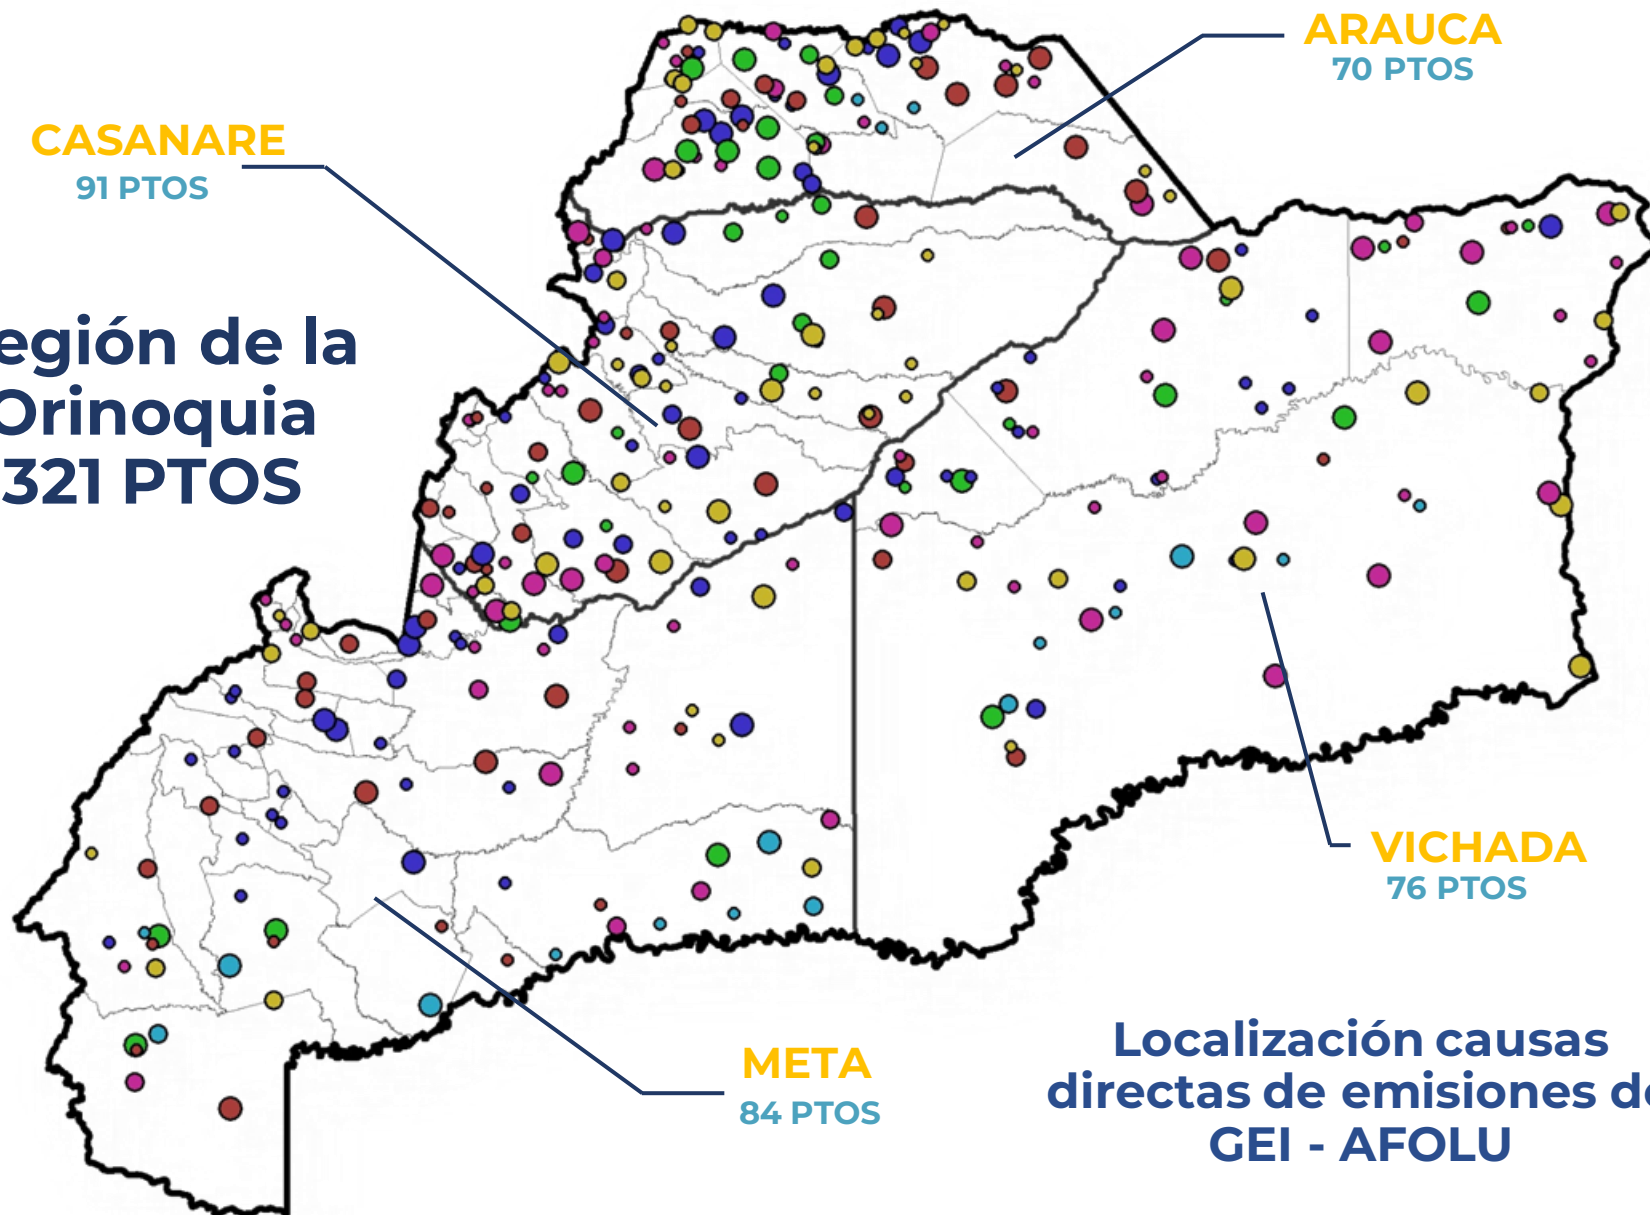 ARAUCA
70 PTOS
CASANARE
91 PTOS
egión de la
Orinoquia
321 PTOS
VICHADA
76 PTOS
META
84 PTOS
Localización causas
directas de emisiones de
GEI - AFOLU